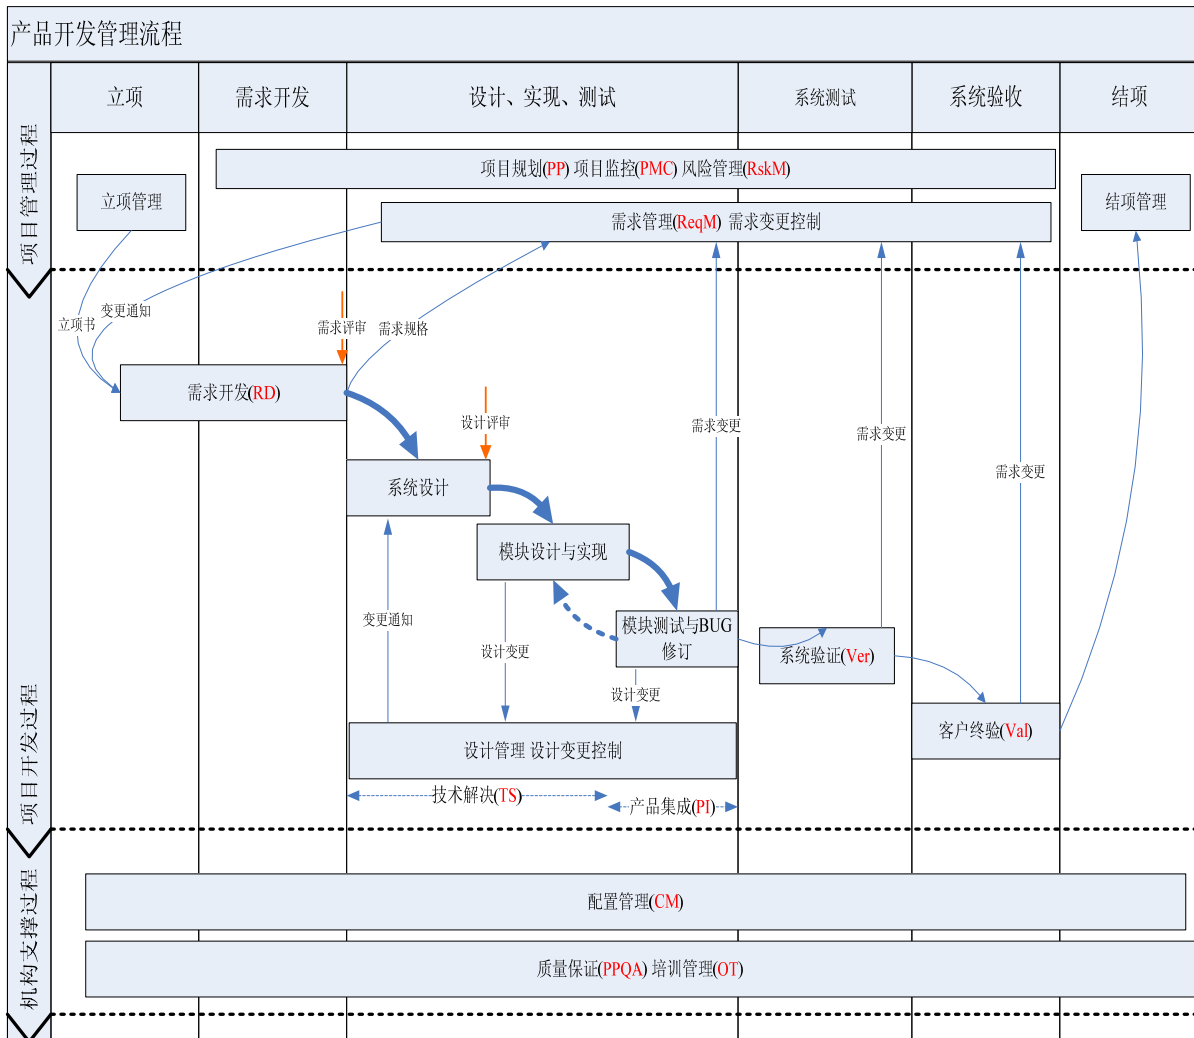 产品开发管理流程
立项
需求开发
设计、实现、测试
系统测试
系统验收
结项
项目管理过程
项目规划(PP) 项目监控(PMC) 风险管理(RskM)
立项管理
结项管理
需求管理(ReqM) 需求变更控制
变更通知
立项书
需求评审
需求规格
需求开发(RD)
设计评审
需求变更
需求变更
需求变更
系统设计
模块设计与实现
变更通知
模块测试与BUG
修订
设计变更
系统验证(Ver)
设计变更
项目开发过程
客户终验(Val)
设计管理 设计变更控制
技术解决(TS)
产品集成(PI)
机构支撑过程
配置管理(CM)
质量保证(PPQA) 培训管理(OT)